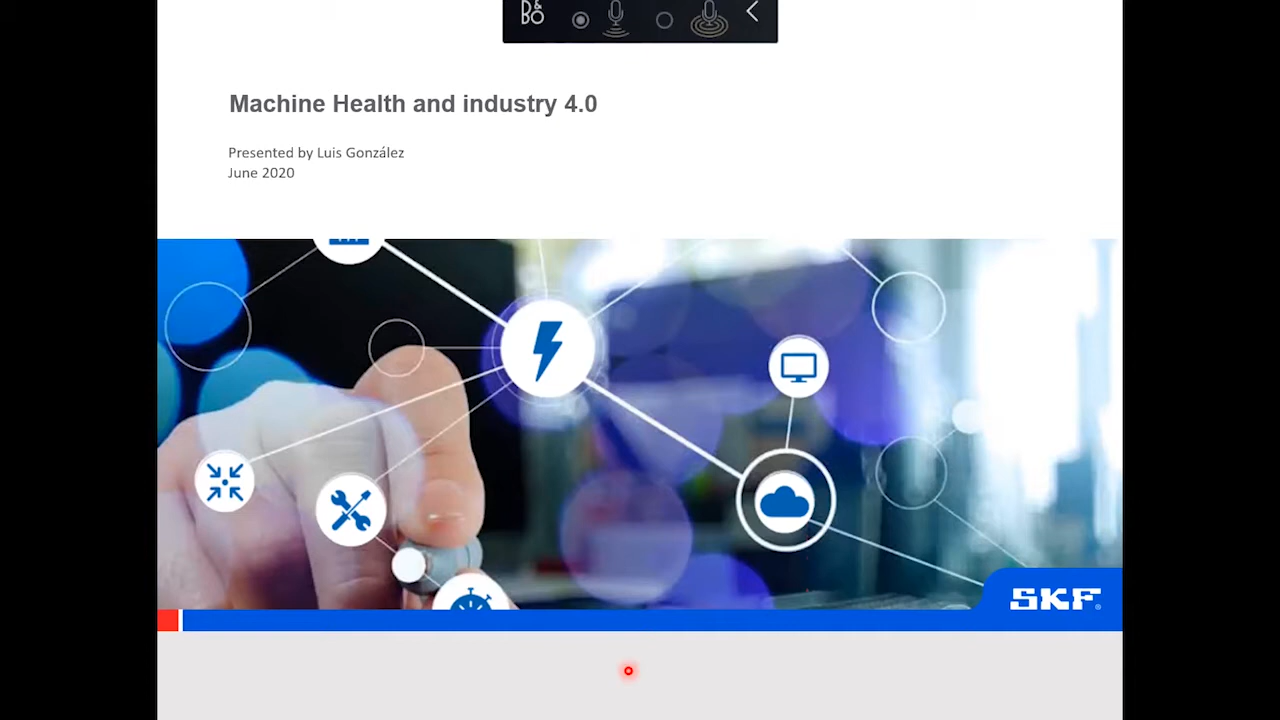 B&O
Machine Health and industry 4.0
Presented by Luis González
June 2020
SKF®